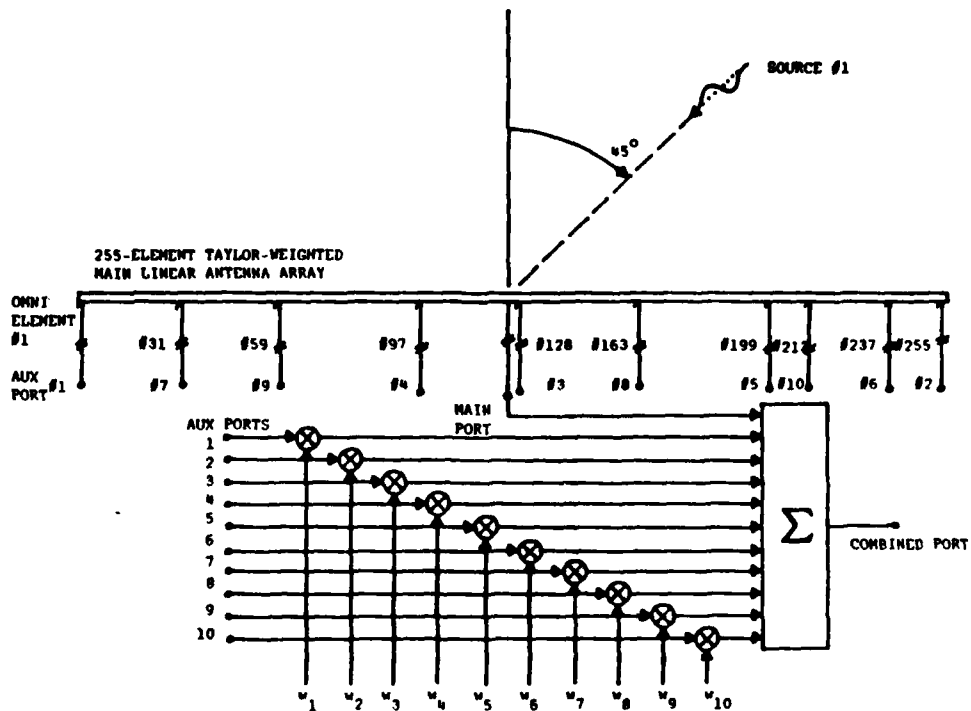 SOURCE #1
45°
255-ELEMENT TAYLOR-WEIGHTED
MAIN LINEAR ANTENNA ARRAY
OMNI
ELEMENT
#1 #31 #59 #97 #128 #163 #199 #217 #237 #255
AUX
PORT #1 #7 #9 #4 #3 #8 #5 #10 #6 #2
MAIN
PORT
AUX PORTS
1
2
3
4
5
6
7
8
9
10
Σ
COMBINED PORT
w1 w2 w3 w4 w5 w6 w7 w8 w9 w10